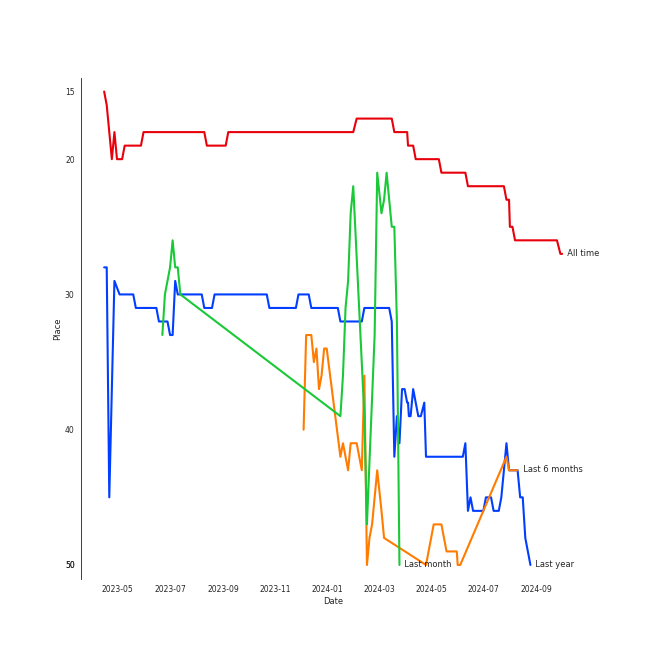 15
20
30
40
50
Place
All time
Last 6 months
Last month
Last year
2023-05
2023-07
2023-09
2023-11
2024-01
2024-03
2024-05
2024-07
2024-09
Date